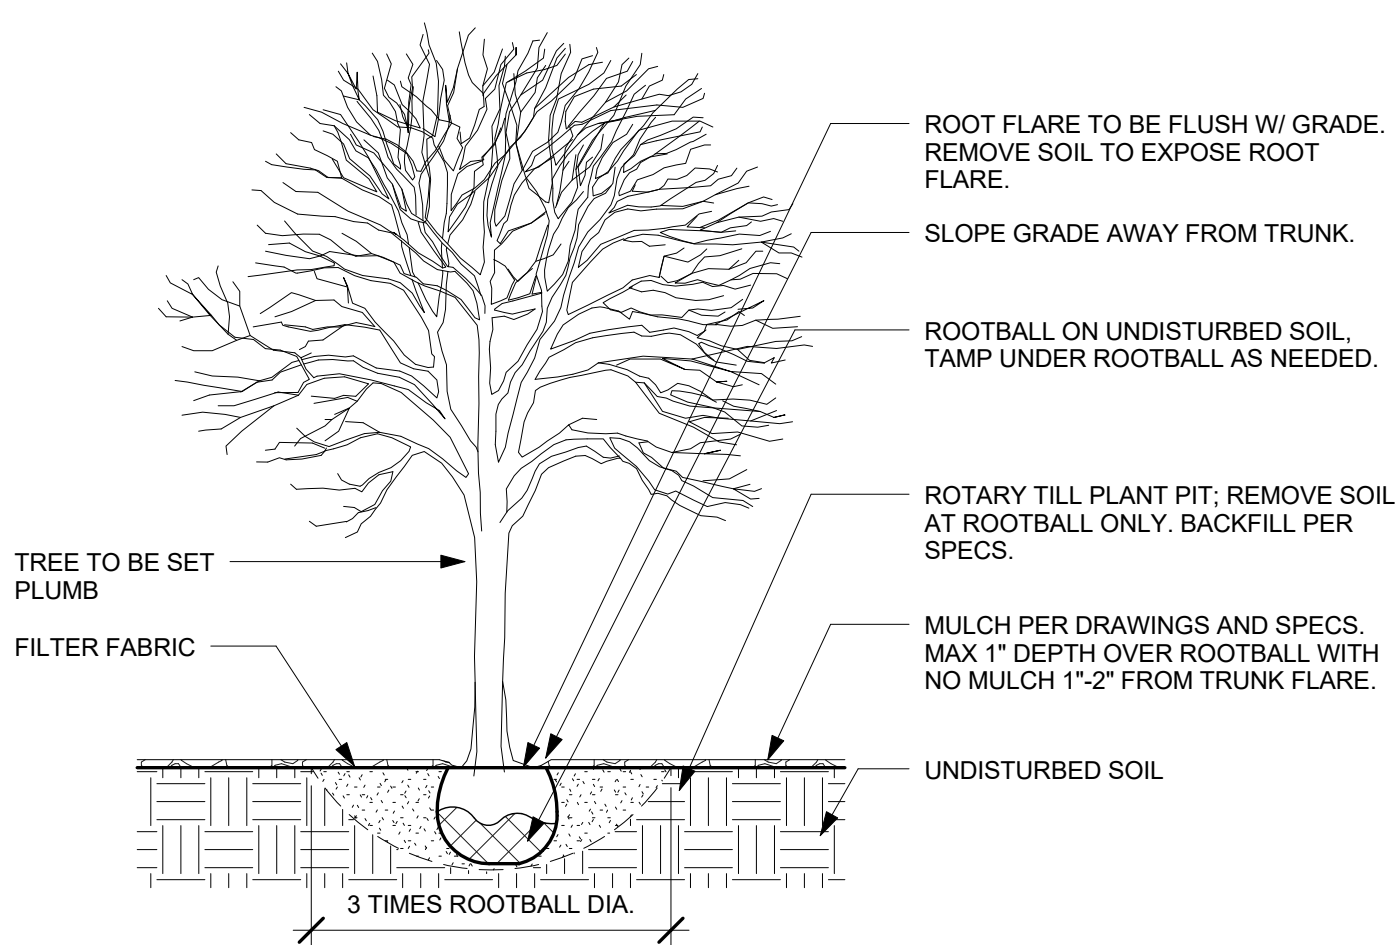 ROOT FLARE TO BE FLUSH W/ GRADE.
REMOVE SOIL TO EXPOSE ROOT
FLARE.
SLOPE GRADE AWAY FROM TRUNK.
ROOTBALL ON UNDISTURBED SOIL,
TAMP UNDER ROOTBALL AS NEEDED.
ROTARY TILL PLANT PIT; REMOVE SOIL
AT ROOTBALL ONLY. BACKFILL PER
SPECS.
TREE TO BE SET
PLUMB
FILTER FABRIC
MULCH PER DRAWINGS AND SPECS.
MAX 1" DEPTH OVER ROOTBALL WITH
NO MULCH 1"-2" FROM TRUNK FLARE.
UNDISTURBED SOIL
3 TIMES ROOTBALL DIA.